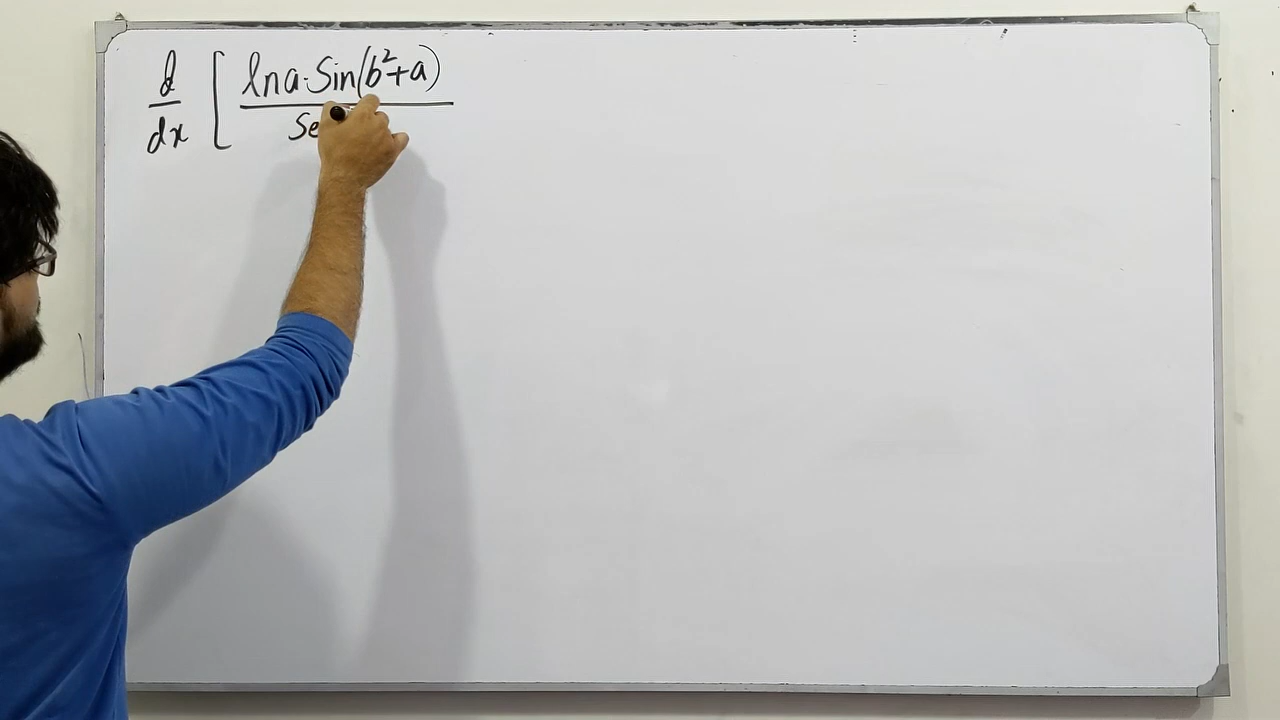 d/dx [ ln a · Sin(b²+a)
Se